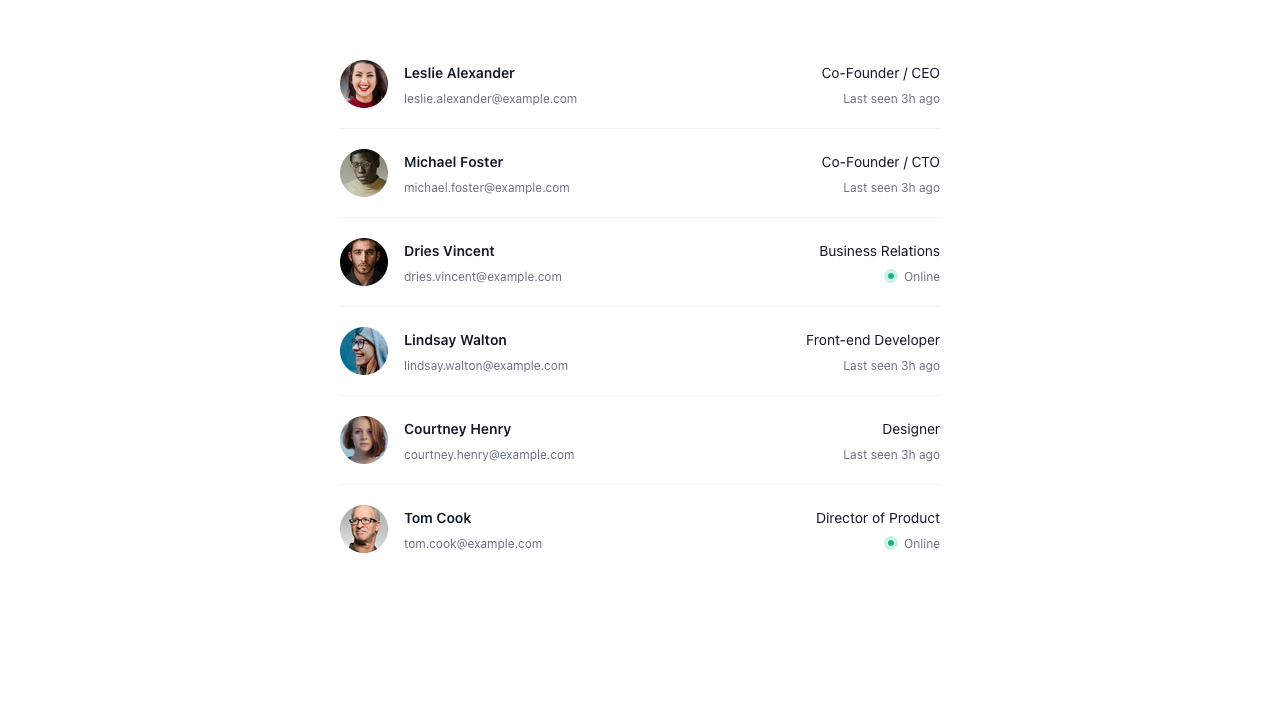 Leslie Alexander
Co-Founder / CEO
leslie.alexander@example.com
Last seen 3h ago
Michael Foster
Co-Founder / CTO
michael.foster@example.com
Last seen 3h ago
Dries Vincent
Business Relations
dries.vincent@example.com
Online
Lindsay Walton
Front-end Developer
lindsay.walton@example.com
Last seen 3h ago
Courtney Henry
Designer
courtney.henry@example.com
Last seen 3h ago
Tom Cook
Director of Product
tom.cook@example.com
Online